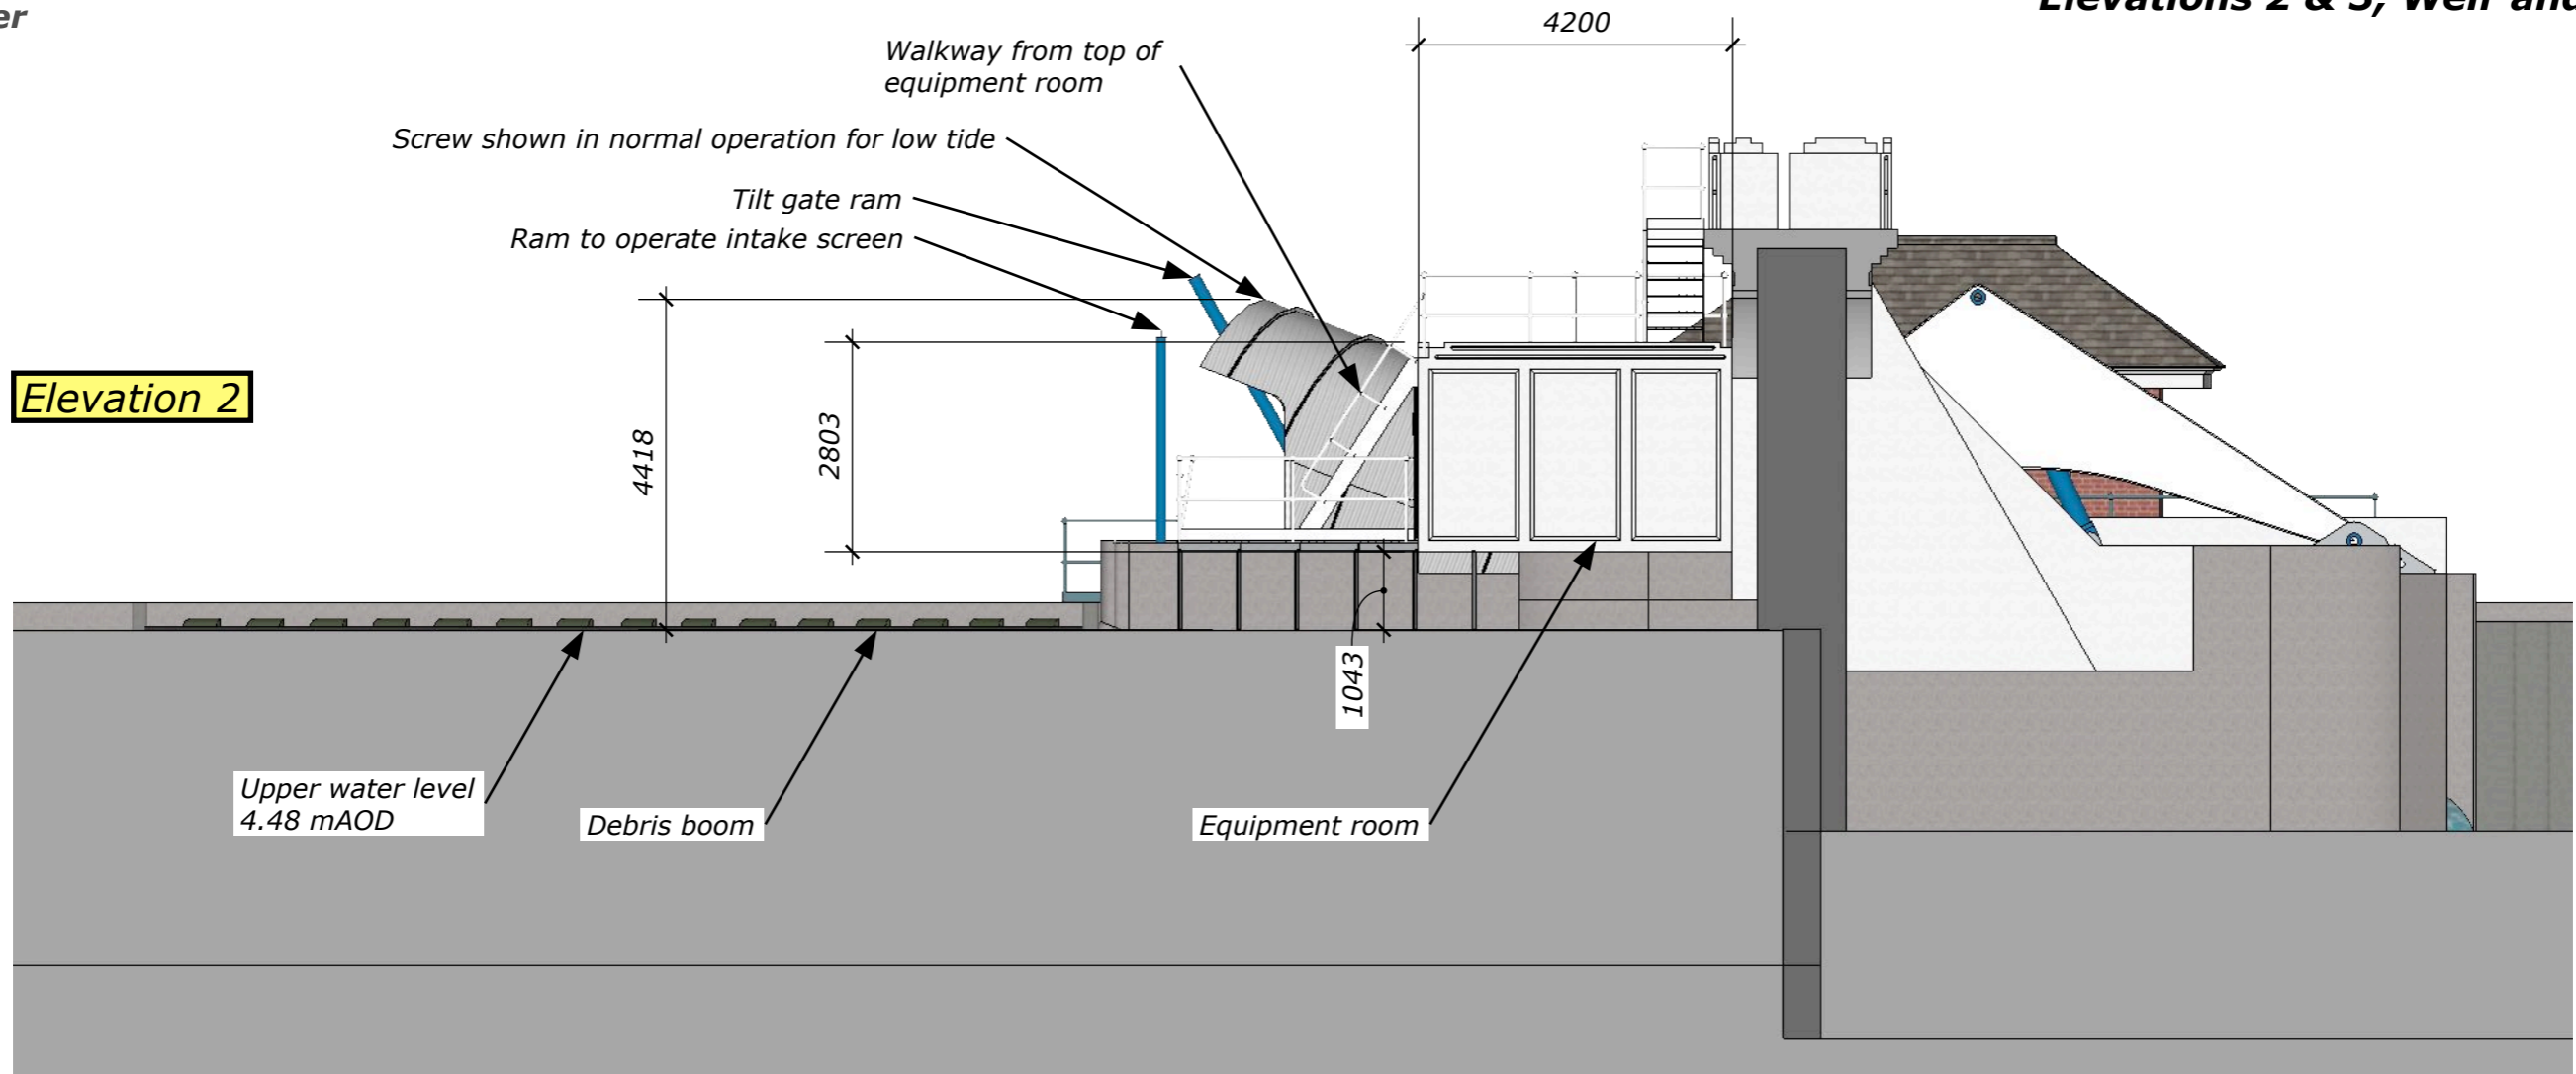 er
Elevations 2 & 3, Weir and
4200
Walkway from top of
equipment room
Screw shown in normal operation for low tide
Tilt gate ram
Ram to operate intake screen
Elevation 2
4418
2803
1043
Upper water level
4.48 mAOD
Debris boom
Equipment room